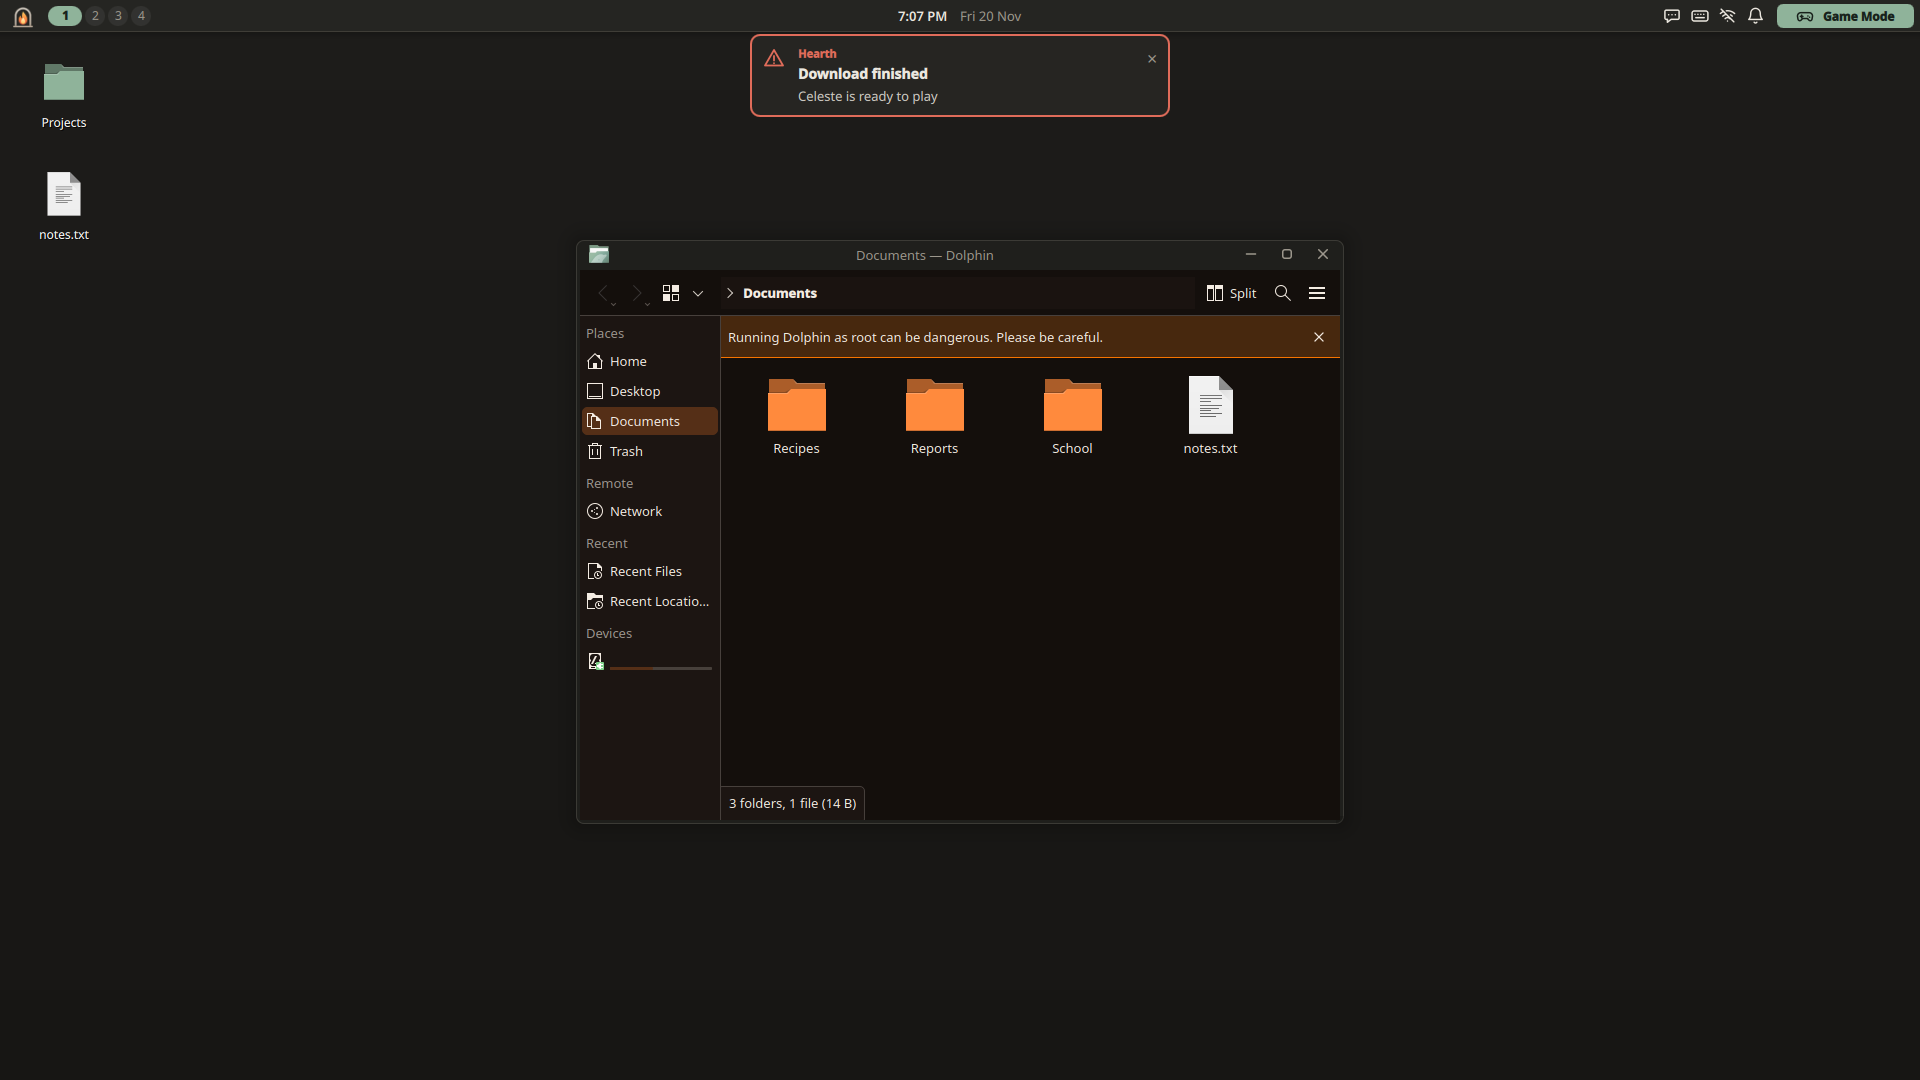 1 2 3 4
7:07 PM Fri 20 Nov
Game Mode
Hearth
Download finished
Celeste is ready to play
Projects
notes.txt
Documents — Dolphin
Documents
Split
Places
Home
Desktop
Documents
Trash
Remote
Network
Recent
Recent Files
Recent Locatio...
Devices
Running Dolphin as root can be dangerous. Please be careful.
Recipes
Reports
School
notes.txt
3 folders, 1 file (14 B)